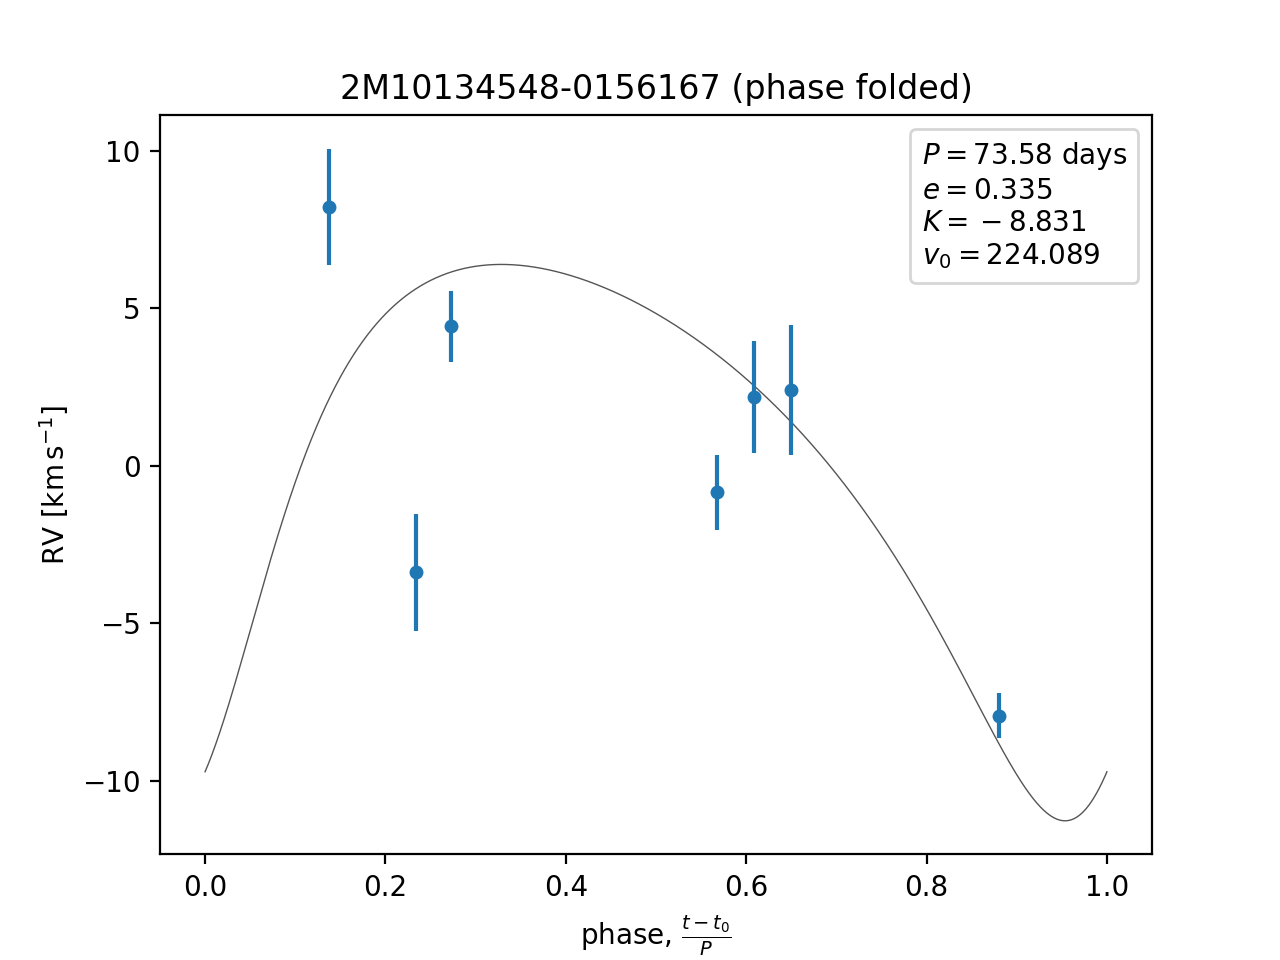 2M10134548-0156167 (phase folded)
P = 73.58 days
e = 0.335
K = −8.831
v₀ = 224.089
10
5
0
−5
−10
RV [km s⁻¹]
0.0 0.2 0.4 0.6 0.8 1.0
phase, (t − t₀)/P